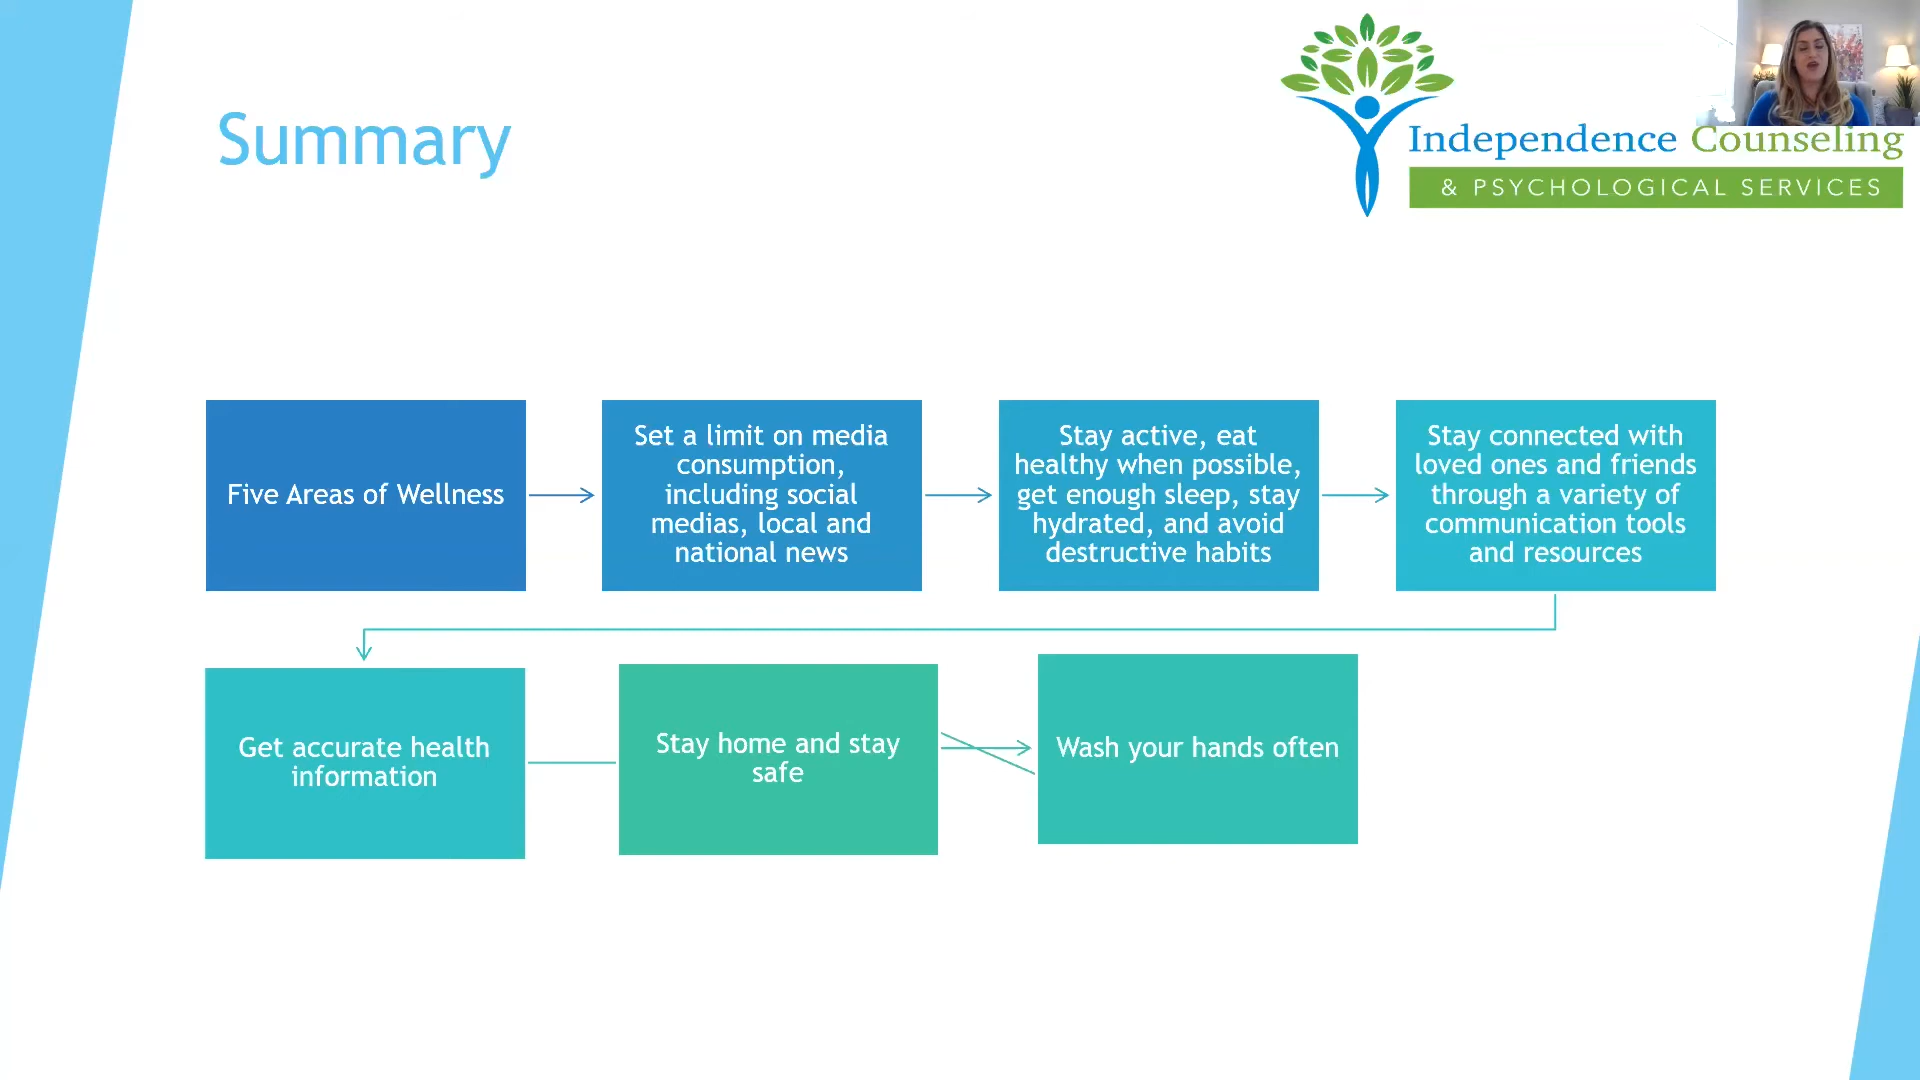 Summary
Independence Counseling
& PSYCHOLOGICAL SERVICES
Five Areas of Wellness
Set a limit on media
consumption,
including social
medias, local and
national news
Stay active, eat
healthy when possible,
get enough sleep, stay
hydrated, and avoid
destructive habits
Stay connected with
loved ones and friends
through a variety of
communication tools
and resources
Get accurate health
information
Stay home and stay
safe
Wash your hands often